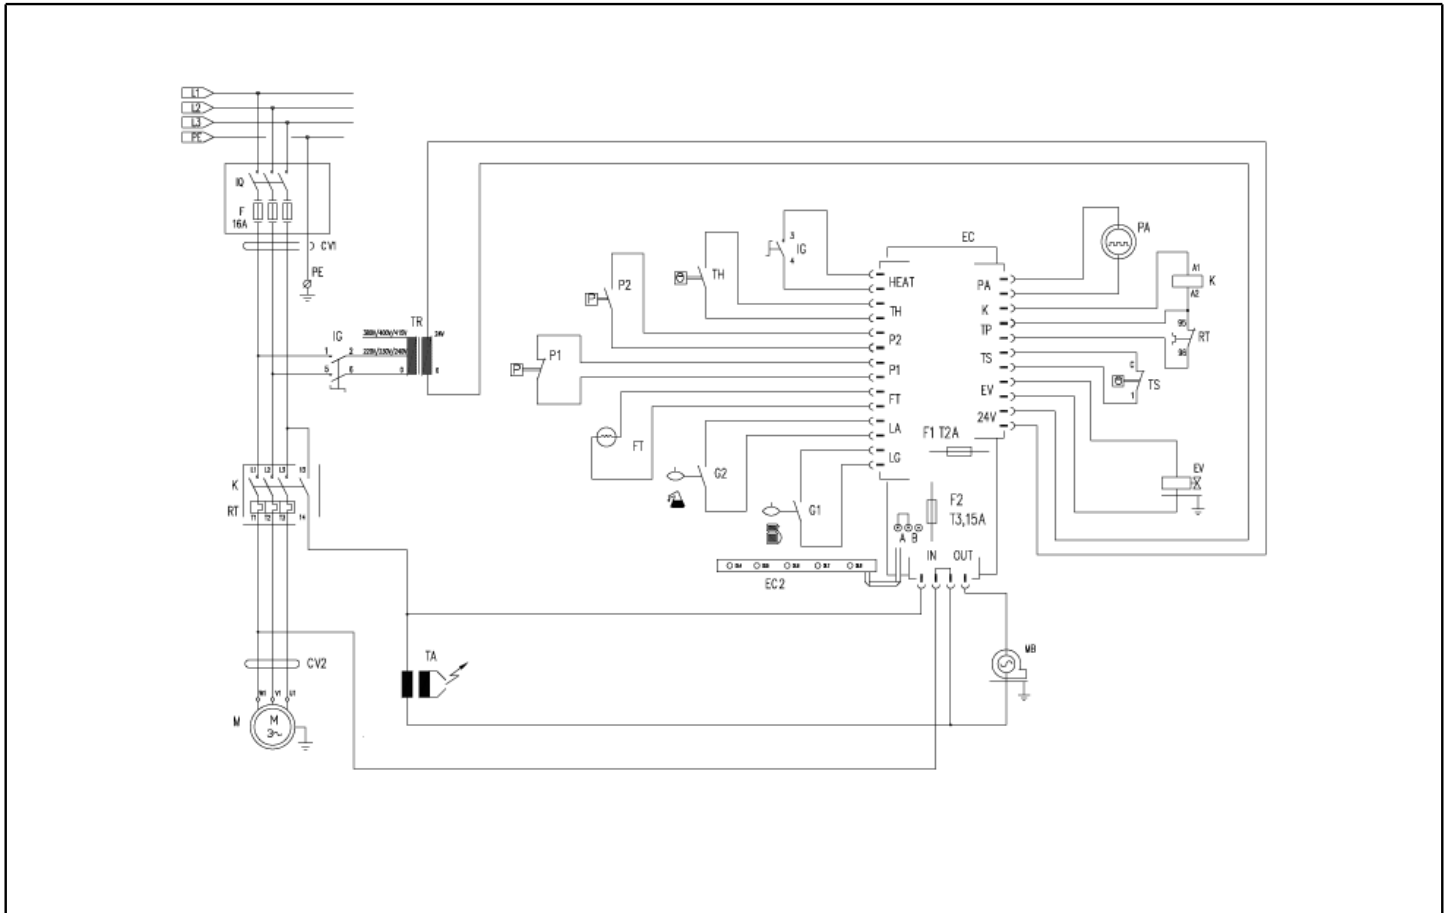 L1
L2
L3
PE
IQ
F
16A
CV1
PE
IG
1 2
5 6
380V/400V/415V
220V/230V/240V
0
TR
24V
0
K
L1 L2 L3 13
RT
T1 T2 T3 14
CV2
W1 V1 U1
M
M
3~
TA
P
P1
P
P2
TH
3
IG
4
FT
G2
G1
EC
HEAT
TH
P2
P1
FT
LA
LG
PA
K
TP
TS
EV
24V
F1 T2A
F2
T3,15A
A B
IN OUT
EC2
PA
A1
K
A2
95
RT
96
C
TS
1
EV
MB